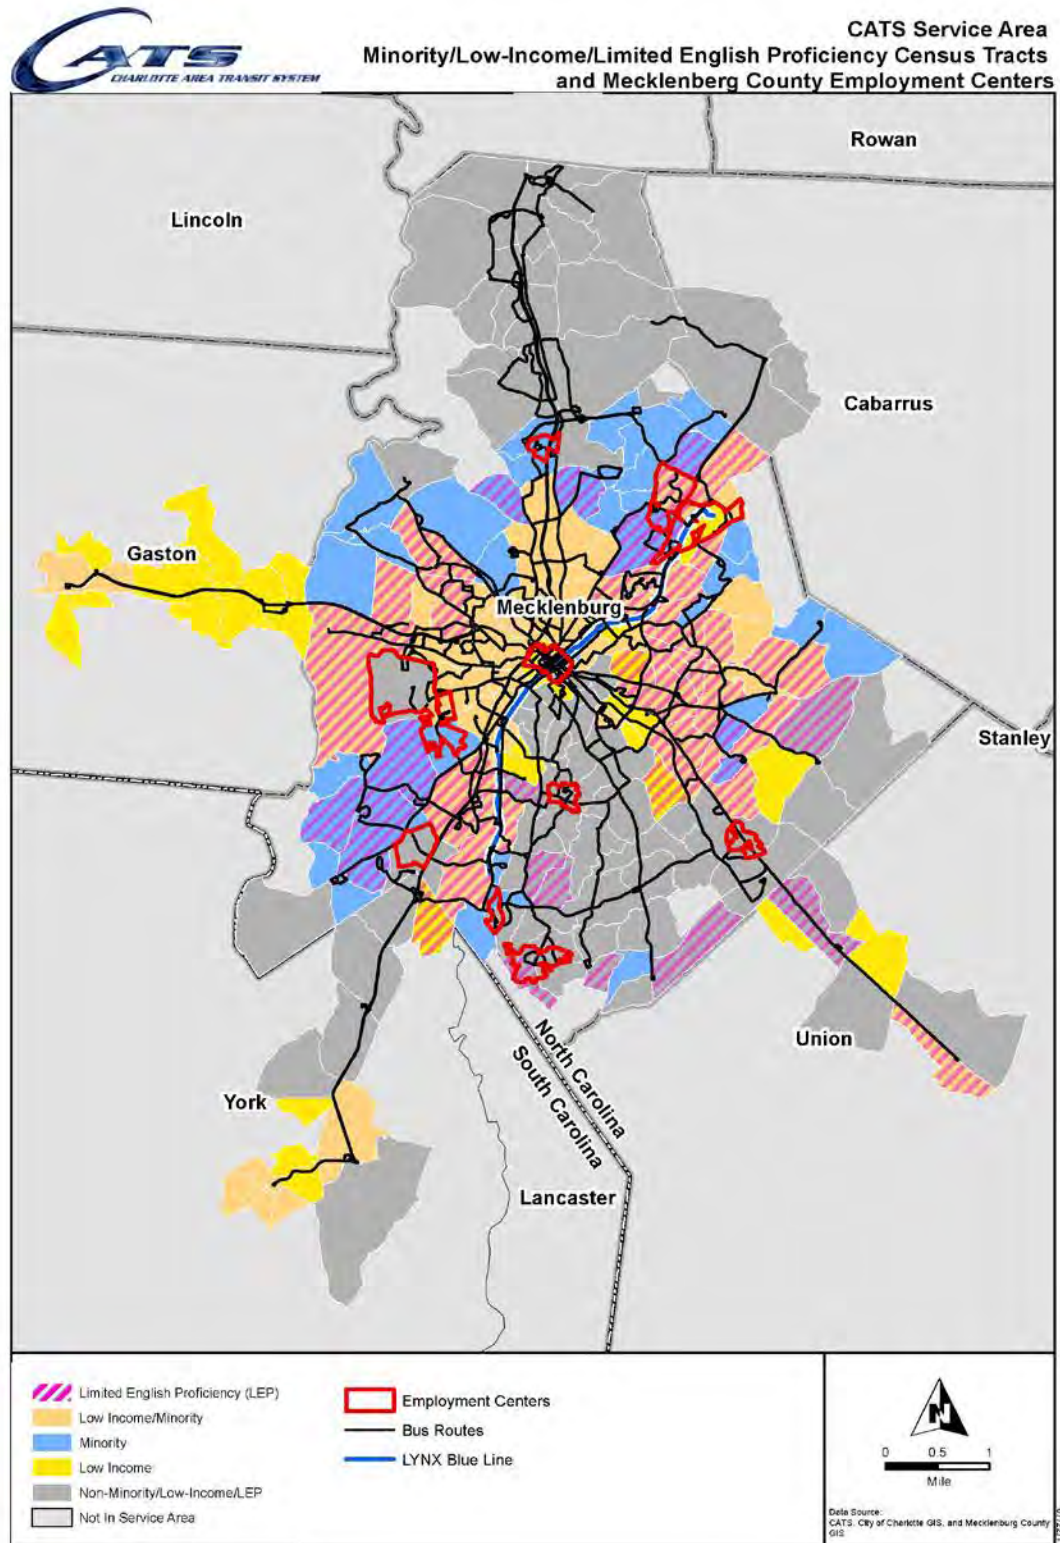 CATS
CHARLOTTE AREA TRANSIT SYSTEM
CATS Service Area
Minority/Low-Income/Limited English Proficiency Census Tracts
and Mecklenberg County Employment Centers
Rowan
Lincoln
Cabarrus
Gaston
Mecklenburg
Stanley
Union
North Carolina
South Carolina
York
Lancaster
Limited English Proficiency (LEP)
Low Income/Minority
Minority
Low Income
Non-Minority/Low-Income/LEP
Not In Service Area
Employment Centers
Bus Routes
LYNX Blue Line
N
0 0.5 1
Mile
Data Source:
CATS, City of Charlotte GIS, and Mecklenburg County
GIS